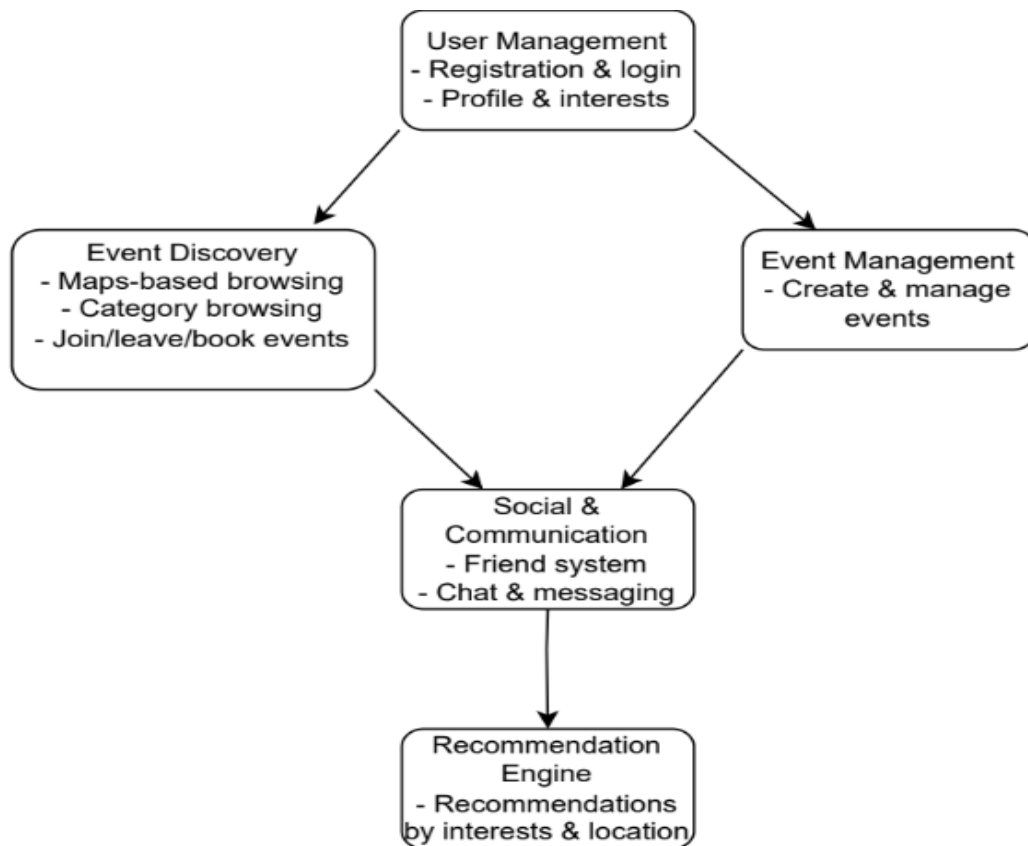 User Management
- Registration & login
- Profile & interests
Event Discovery
- Maps-based browsing
- Category browsing
- Join/leave/book events
Event Management
- Create & manage
events
Social &
Communication
- Friend system
- Chat & messaging
Recommendation
Engine
- Recommendations
by interests & location